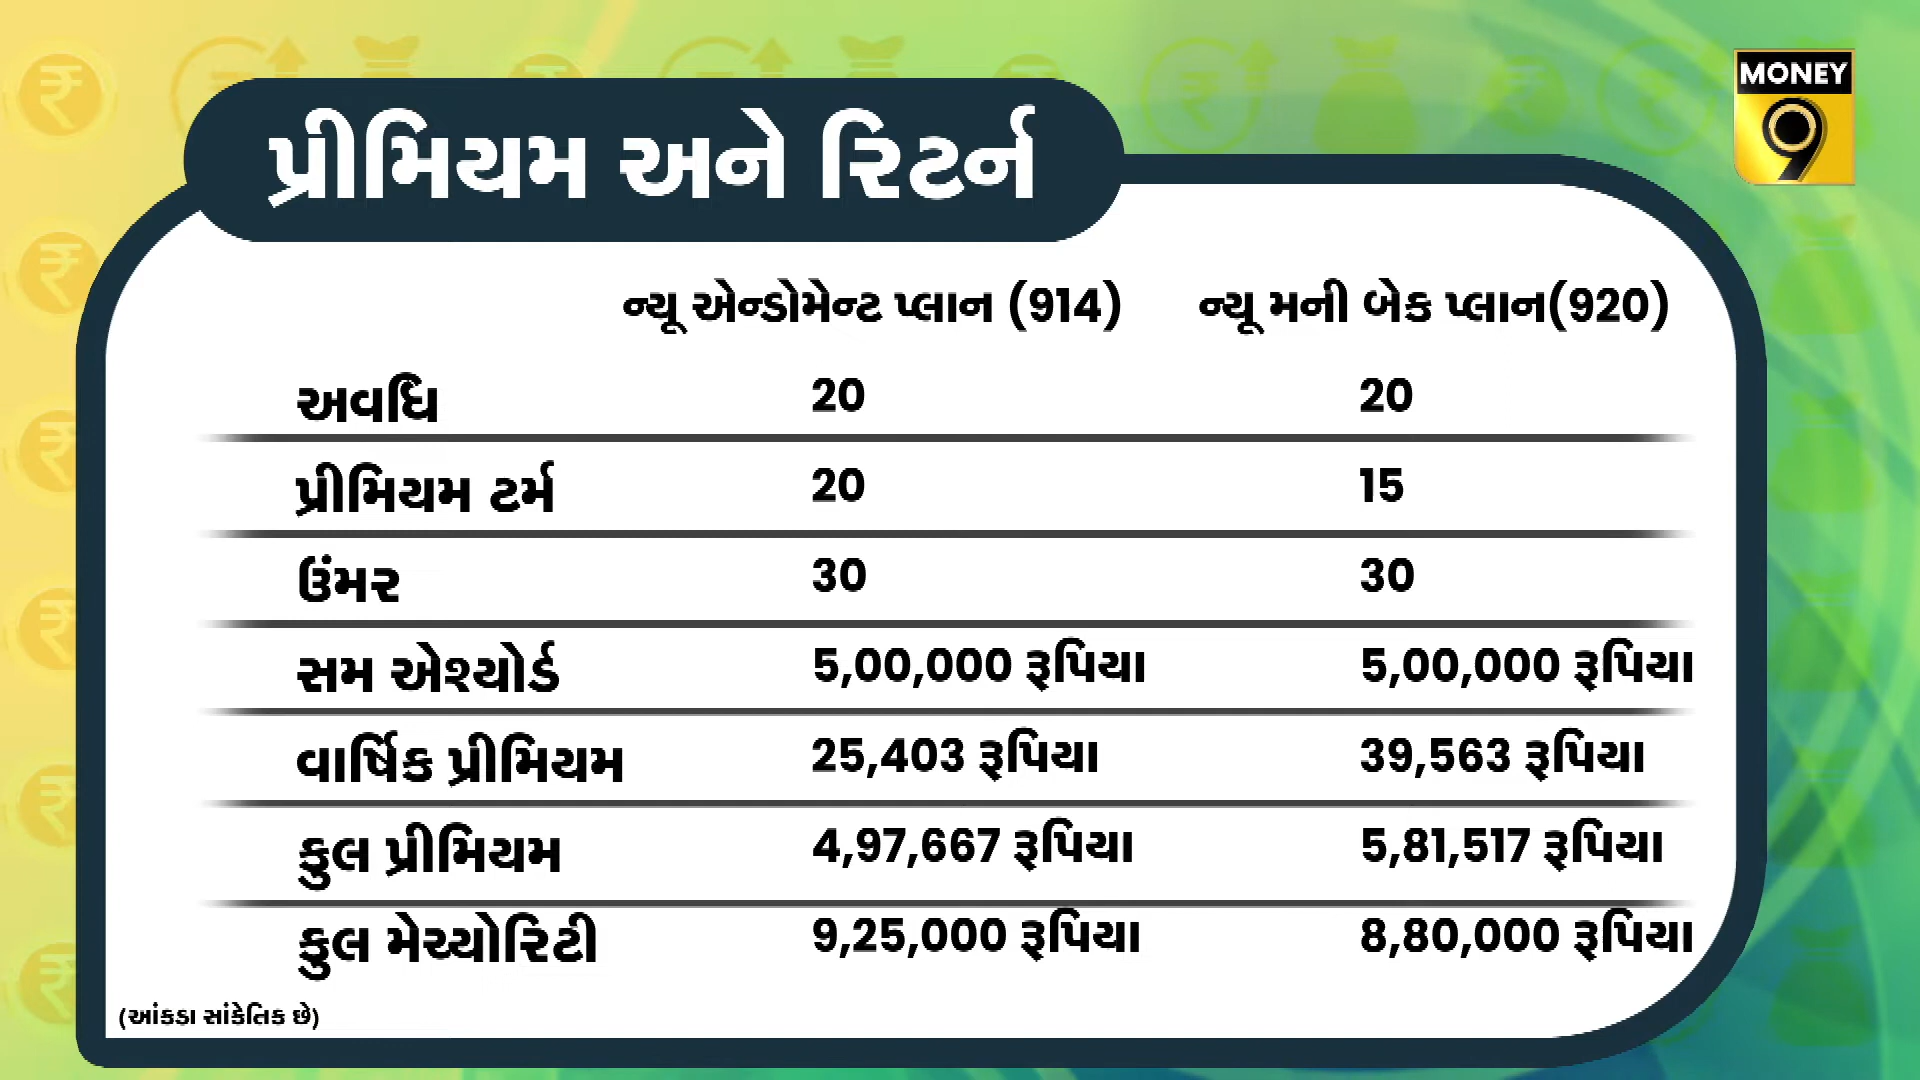 MONEY
9
પ્રીમિયમ અને રિટર્ન
ન્યૂ એન્ડોમેન્ટ પ્લાન (914) ન્યૂ મની બેક પ્લાન(920)
અવધિ 20 20
પ્રીમિયમ ટર્મ 20 15
ઉંમર 30 30
સમ એશ્યોર્ડ 5,00,000 રૂપિયા 5,00,000 રૂપિયા
વાર્ષિક પ્રીમિયમ 25,403 રૂપિયા 39,563 રૂપિયા
કુલ પ્રીમિયમ 4,97,667 રૂપિયા 5,81,517 રૂપિયા
કુલ મેચ્યોરિટી 9,25,000 રૂપિયા 8,80,000 રૂપિયા
(આંકડા સાંકેતિક છે)